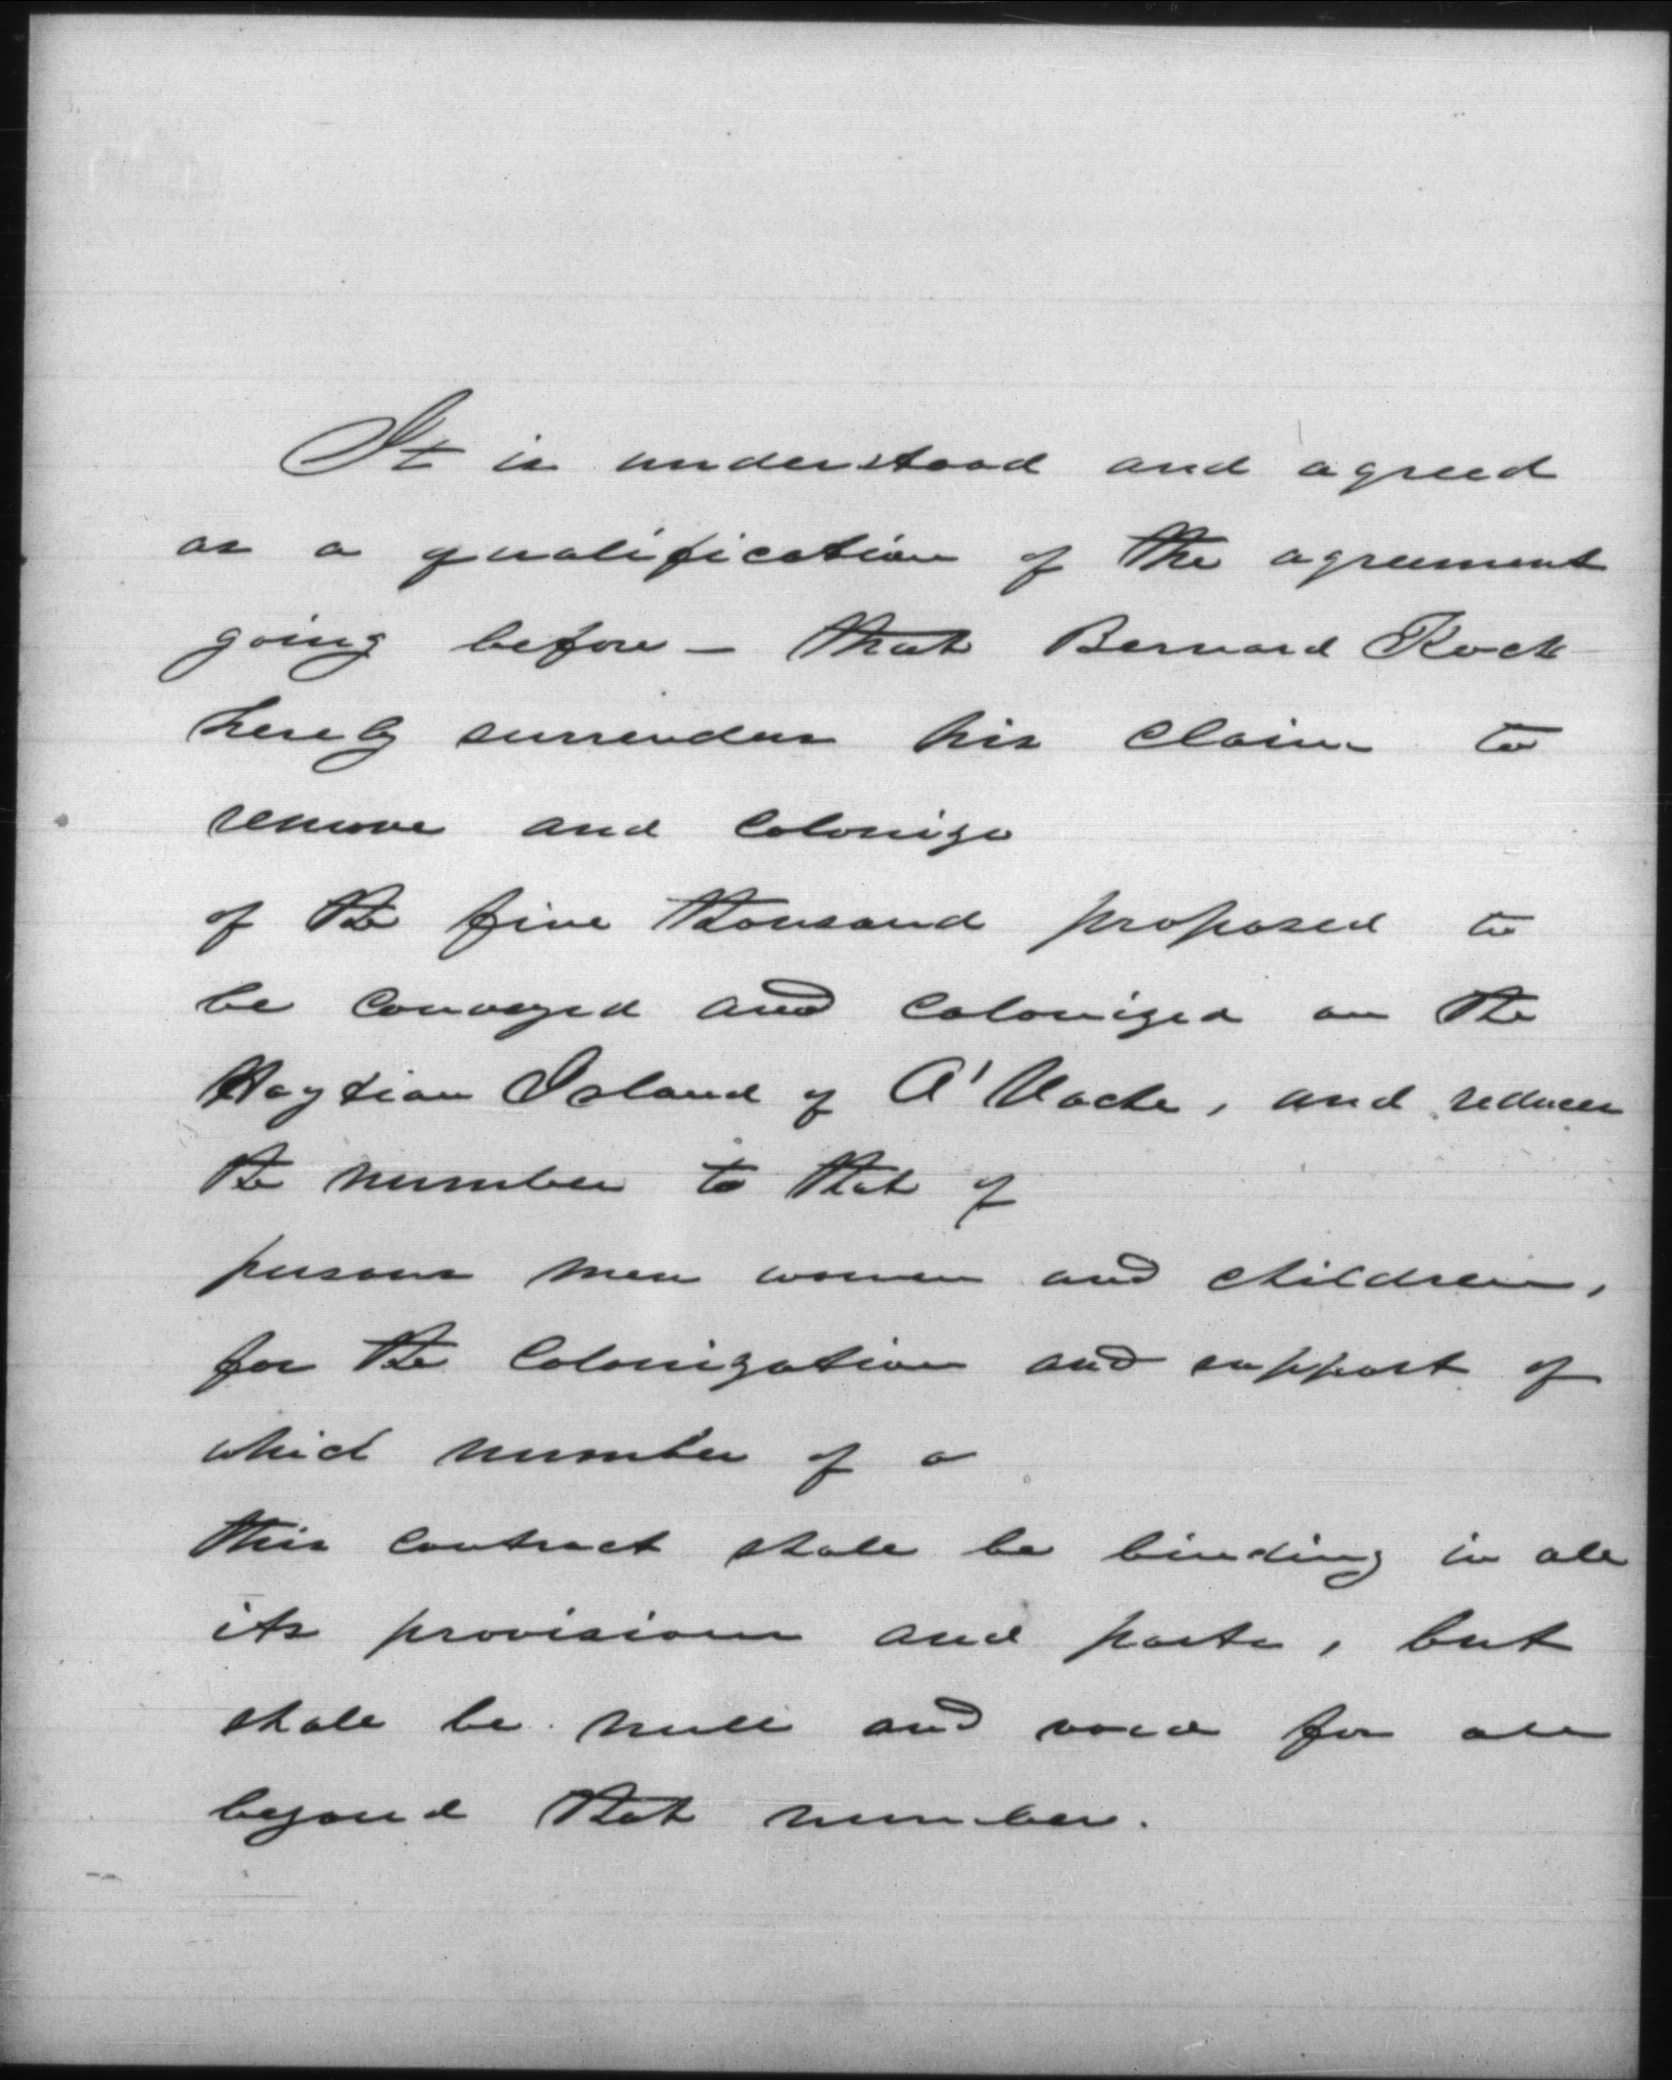 It is understood and agreed
as a qualification of the agreement
going before — that Bernard Kock
hereby surrenders his claim to
remove and colonize
of the five thousand proposed to
be conveyed and colonized on the
Haytian Island of A'Vache, and reduces
the number to that of
persons men women and children,
for the colonization and support of
which number of a
this contract shall be binding in all
its provisions and parts, but
shall be null and void for all
beyond that number.